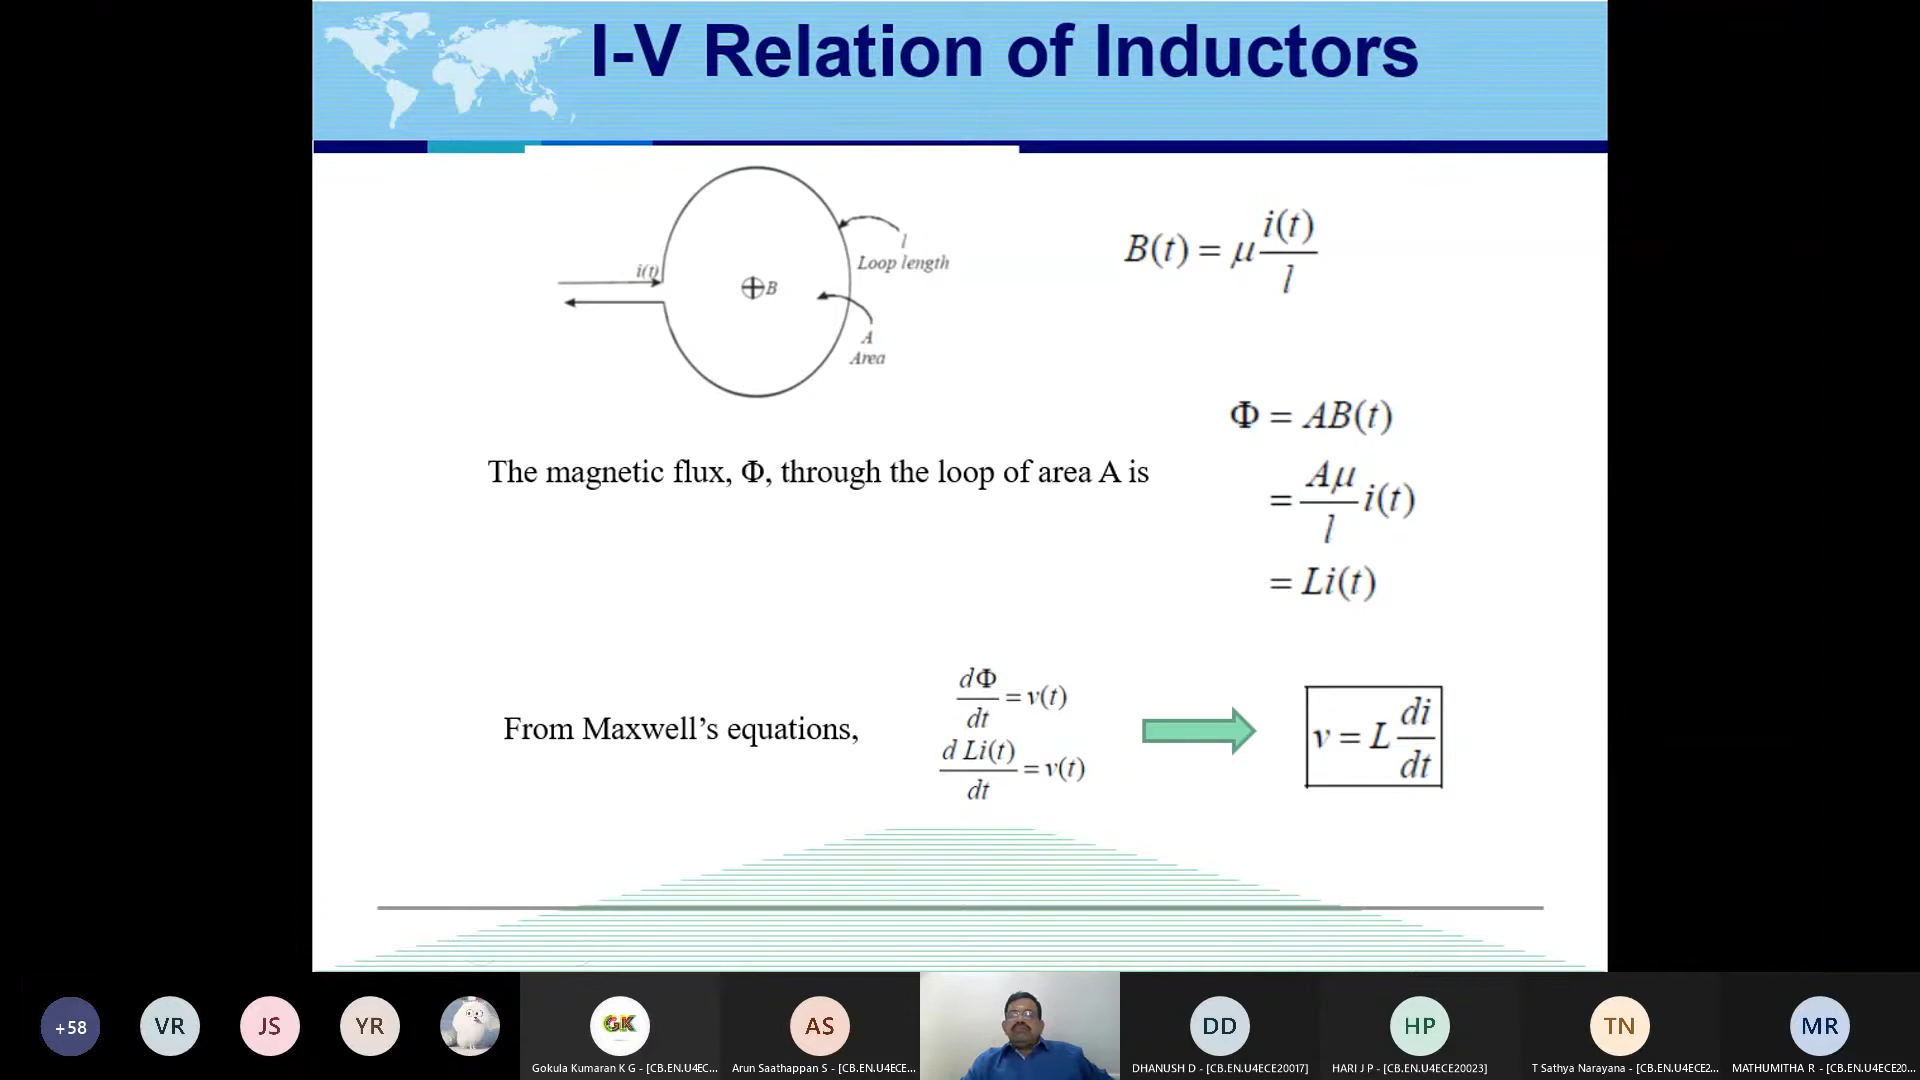 I-V Relation of Inductors
i(t)
B
l
Loop length
A
Area
B(t) = μ i(t)/l
The magnetic flux, Φ, through the loop of area A is
Φ = AB(t)
= Aμ/l i(t)
= Li(t)
From Maxwell’s equations,
dΦ/dt = v(t)
d Li(t)/dt = v(t)
v = L di/dt
+58
VR
JS
YR
GK
AS
DD
HP
TN
MR
Gokula Kumaran K G - [CB.EN.U4EC...
Arun Saathappan S - [CB.EN.U4ECE...
DHANUSH D - [CB.EN.U4ECE20017]
HARI J P - [CB.EN.U4ECE20023]
T Sathya Narayana - [CB.EN.U4ECE2...
MATHUMITHA R - [CB.EN.U4ECE20...